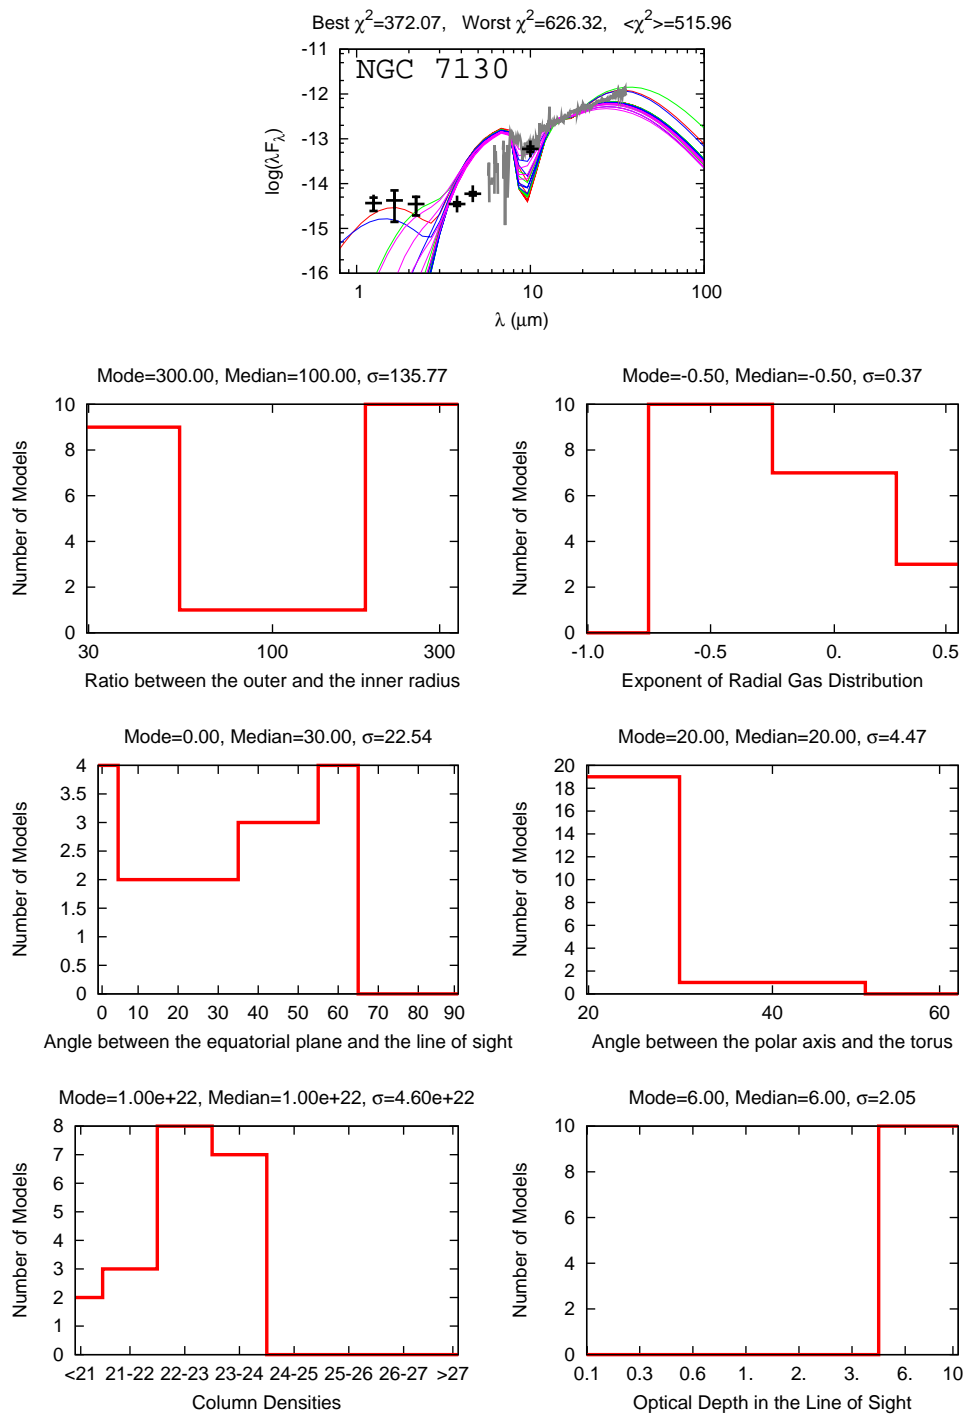 Best χ²=372.07, Worst χ²=626.32, <χ²>=515.96
NGC 7130
-11
-12
-13
-14
-15
-16
log(λFλ)
1 10 100
λ (μm)
Mode=300.00, Median=100.00, σ=135.77
10
8
6
4
2
0
Number of Models
30 100 300
Ratio between the outer and the inner radius
Mode=-0.50, Median=-0.50, σ=0.37
10
8
6
4
2
0
Number of Models
-1.0 -0.5 0. 0.5
Exponent of Radial Gas Distribution
Mode=0.00, Median=30.00, σ=22.54
4
3.5
3
2.5
2
1.5
1
0.5
0
Number of Models
0 10 20 30 40 50 60 70 80 90
Angle between the equatorial plane and the line of sight
Mode=20.00, Median=20.00, σ=4.47
20
18
16
14
12
10
8
6
4
2
0
Number of Models
20 40 60
Angle between the polar axis and the torus
Mode=1.00e+22, Median=1.00e+22, σ=4.60e+22
8
7
6
5
4
3
2
1
0
Number of Models
<21 21-22 22-23 23-24 24-25 25-26 26-27 >27
Column Densities
Mode=6.00, Median=6.00, σ=2.05
10
8
6
4
2
0
Number of Models
0.1 0.3 0.6 1. 2. 3. 6. 10
Optical Depth in the Line of Sight